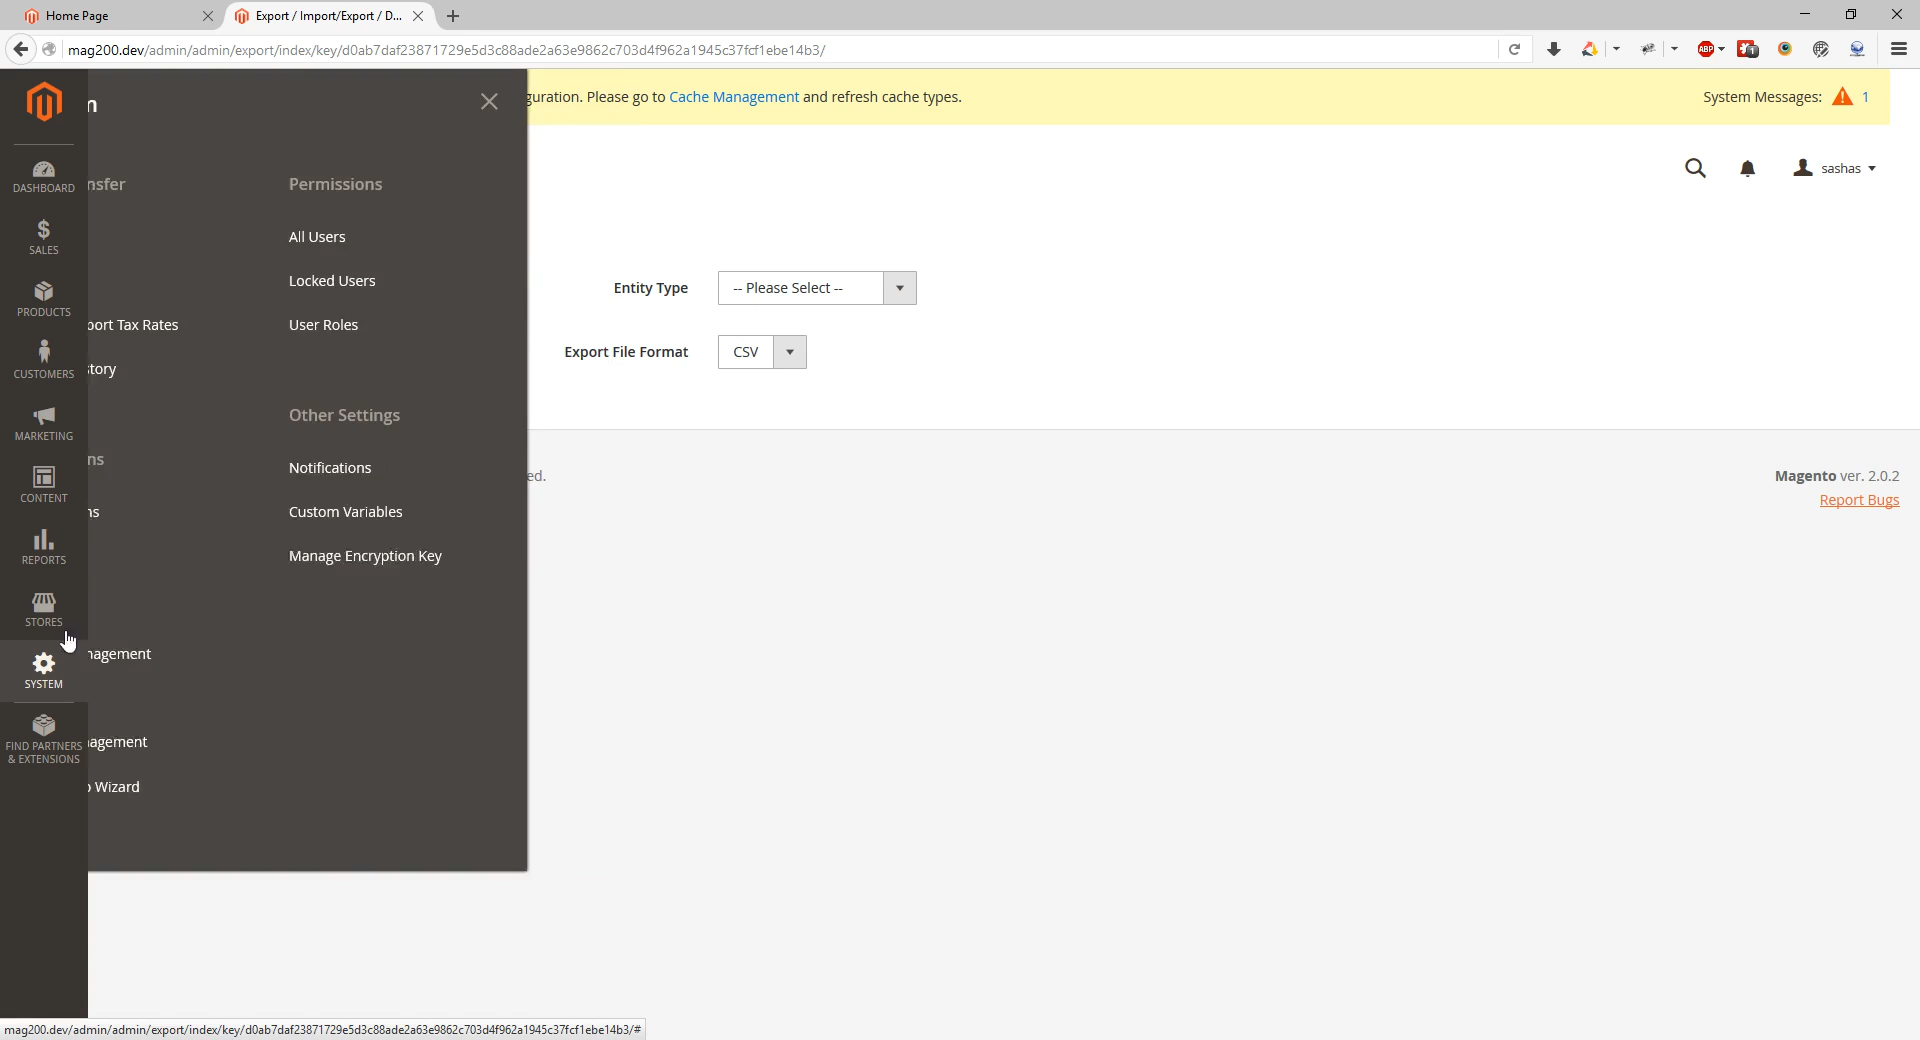 Home Page
Export / Import/Export / D...
mag200.dev/admin/admin/export/index/key/d0ab7daf23871729e5d3c88ade2a63e9862c703d4f962a1945c37fcf1ebe14b3/
ABP
1
guration. Please go to Cache Management and refresh cache types.
System Messages: 1
n
sashas
DASHBOARD
SALES
PRODUCTS
CUSTOMERS
MARKETING
CONTENT
REPORTS
STORES
SYSTEM
FIND PARTNERS
& EXTENSIONS
nsfer
port Tax Rates
story
ns
ns
nagement
agement
Wizard
Permissions
All Users
Locked Users
User Roles
Other Settings
Notifications
Custom Variables
Manage Encryption Key
Entity Type
-- Please Select --
Export File Format
CSV
ed.
Magento ver. 2.0.2
Report Bugs
mag200.dev/admin/admin/export/index/key/d0ab7daf23871729e5d3c88ade2a63e9862c703d4f962a1945c37fcf1ebe14b3/#